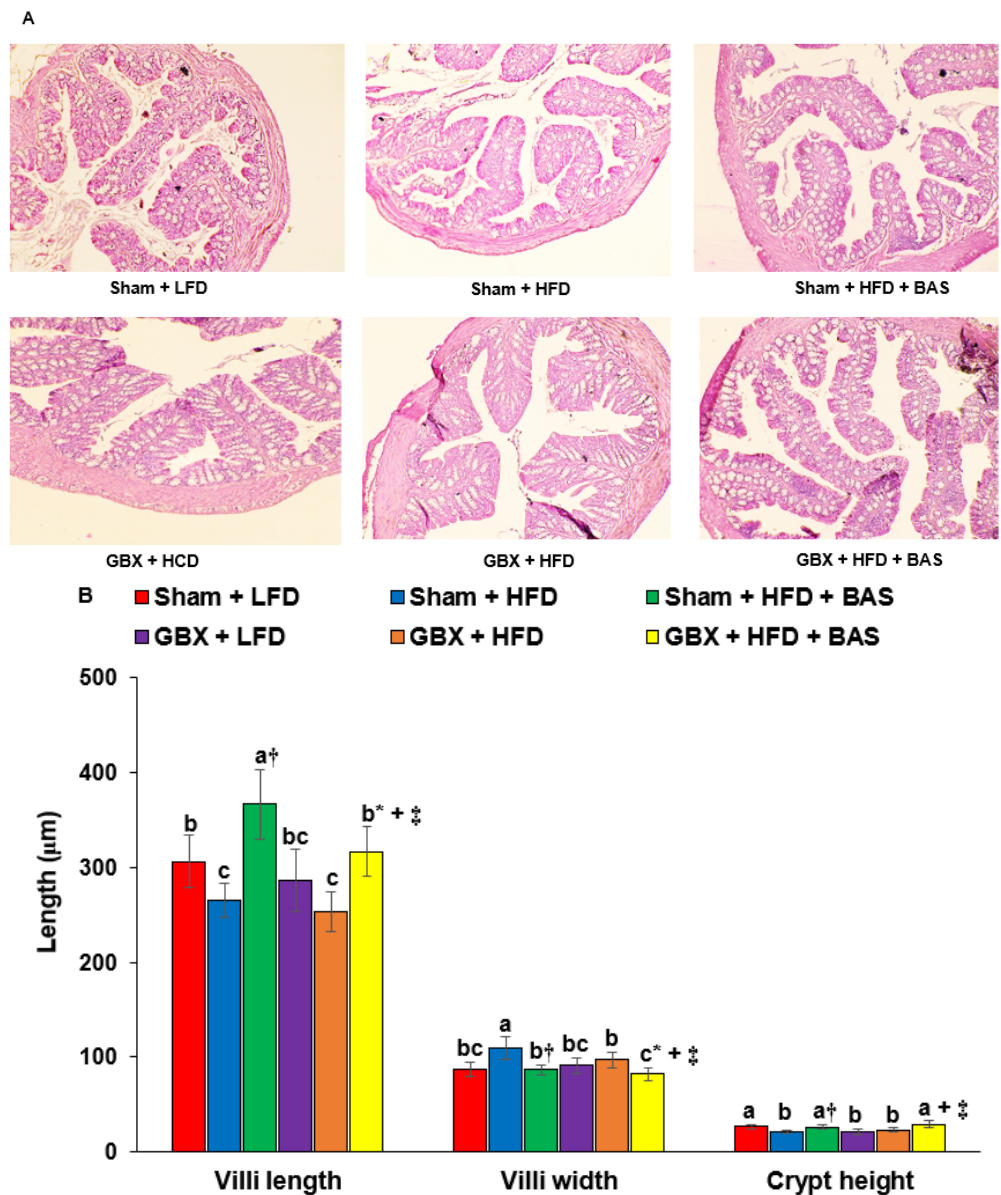 A
Sham + LFD
Sham + HFD
Sham + HFD + BAS
GBX + HCD
GBX + HFD
GBX + HFD + BAS
B
Sham + LFD
Sham + HFD
Sham + HFD + BAS
GBX + LFD
GBX + HFD
GBX + HFD + BAS
Length (μm)
500
400
300
200
100
0
b
c
a†
bc
c
b* + ‡
bc
a
b†
bc
b
c* + ‡
a
b
a†
b
b
a + ‡
Villi length
Villi width
Crypt height